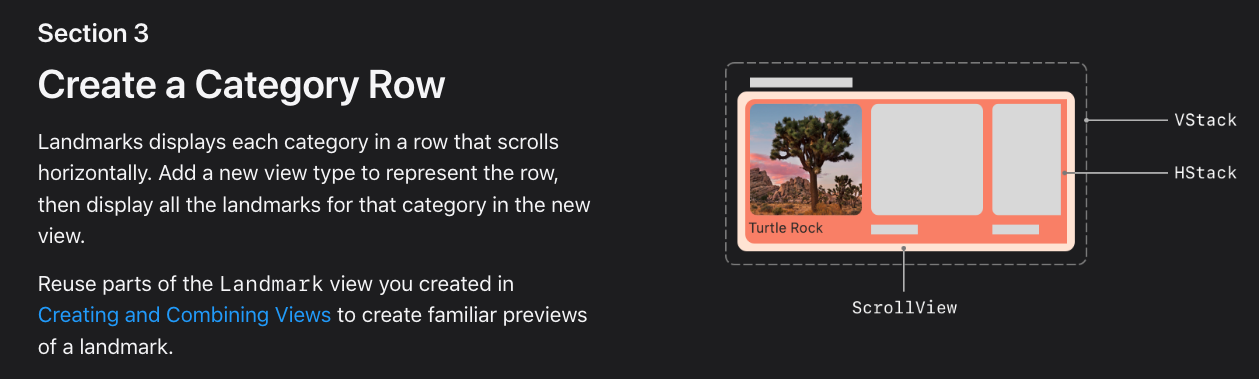 Section 3
Create a Category Row
Landmarks displays each category in a row that scrolls
horizontally. Add a new view type to represent the row,
then display all the landmarks for that category in the new
view.
Reuse parts of the Landmark view you created in
Creating and Combining Views to create familiar previews
of a landmark.
VStack
HStack
Turtle Rock
ScrollView